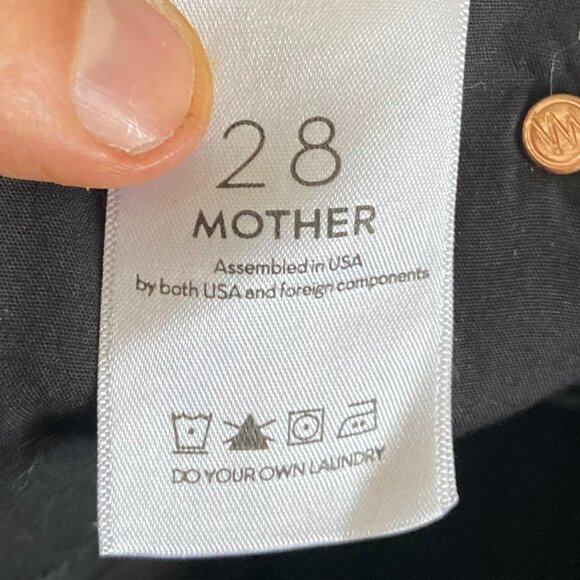 28
MOTHER
Assembled in USA
by both USA and foreign components
DO YOUR OWN LAUNDRY